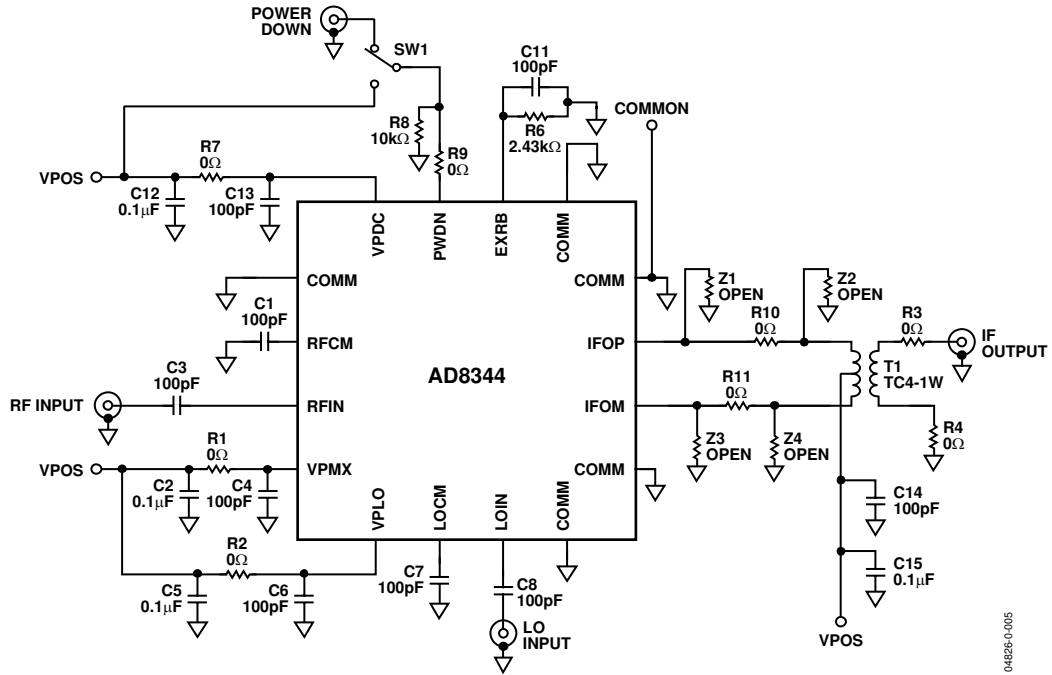 POWER
DOWN
SW1
C11
100pF
COMMON
R8
10kΩ
R6
2.43kΩ
R7
0Ω
R9
0Ω
VPOS
C12
0.1µF
C13
100pF
VPDC
PWDN
EXRB
COMM
COMM
COMM
Z1
OPEN
Z2
OPEN
C1
100pF
R10
0Ω
R3
0Ω
IF
OUTPUT
RFCM
IFOP
T1
TC4-1W
AD8344
C3
100pF
R11
0Ω
RF INPUT
RFIN
IFOM
R4
0Ω
R1
0Ω
Z3
OPEN
Z4
OPEN
VPOS
VPMX
COMM
C2
0.1µF
C4
100pF
VPLO
LOCM
LOIN
COMM
C14
100pF
R2
0Ω
C5
0.1µF
C6
100pF
C7
100pF
C8
100pF
C15
0.1µF
LO
INPUT
VPOS
04826-0-005